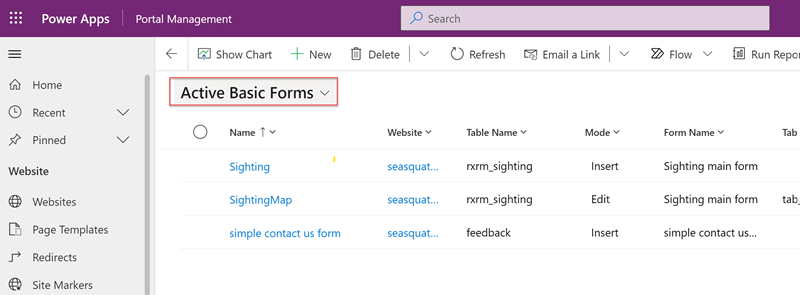 Power Apps Portal Management Search
Show Chart New Delete Refresh Email a Link Flow Run Repor
Home
Recent
Pinned
Website
Websites
Page Templates
Redirects
Site Markers
Active Basic Forms
Name Website Table Name Mode Form Name Tab
Sighting seasquat... rxrm_sighting Insert Sighting main form
SightingMap seasquat... rxrm_sighting Edit Sighting main form tab_
simple contact us form seasquat... feedback Insert simple contact us...